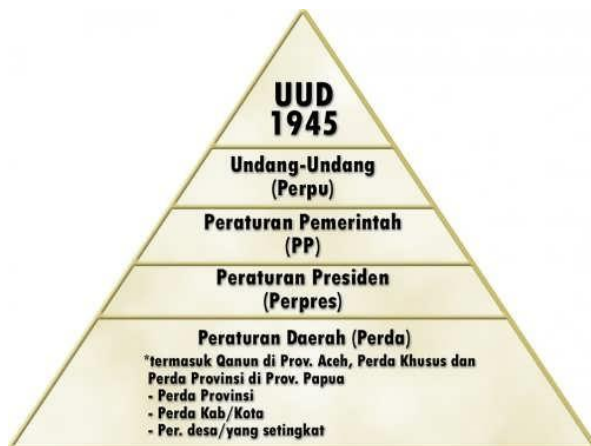 UUD
1945
Undang-Undang
(Perpu)
Peraturan Pemerintah
(PP)
Peraturan Presiden
(Perpres)
Peraturan Daerah (Perda)
*termasuk Qanun di Prov. Aceh, Perda Khusus dan
Perda Provinsi di Prov. Papua
- Perda Provinsi
- Perda Kab/Kota
- Per. desa/yang setingkat